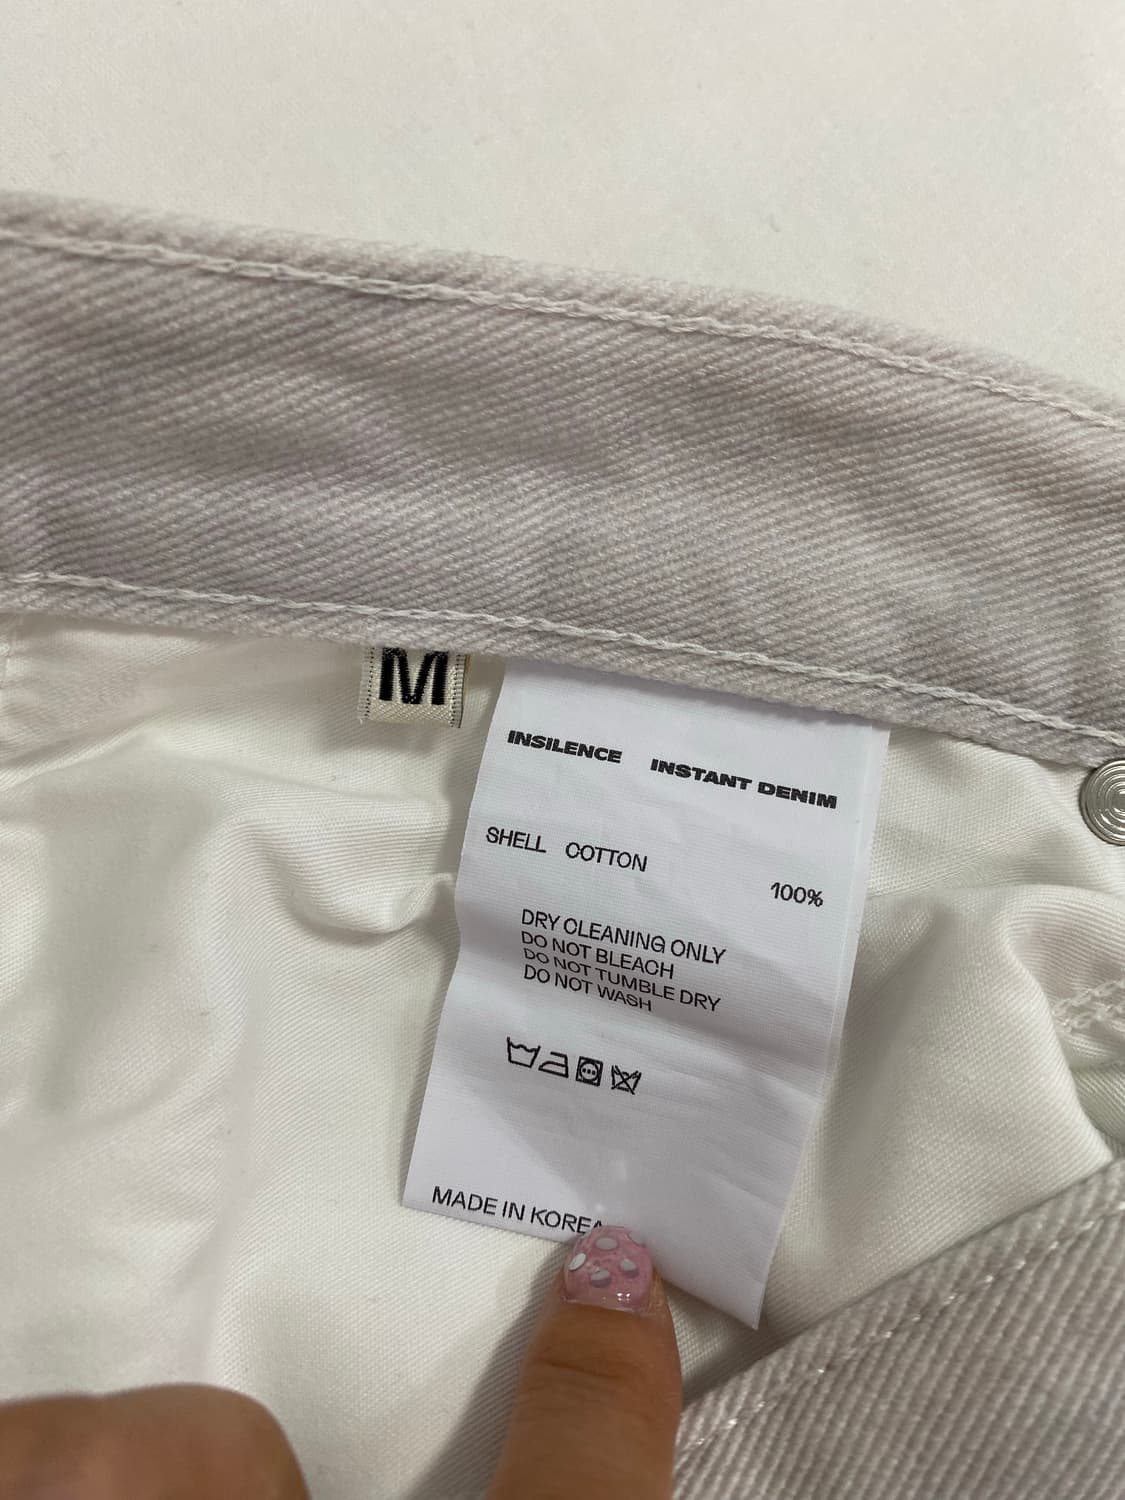 M
INSILENCE INSTANT DENIM
SHELL COTTON 100%
DRY CLEANING ONLY
DO NOT BLEACH
DO NOT TUMBLE DRY
DO NOT WASH
MADE IN KOREA